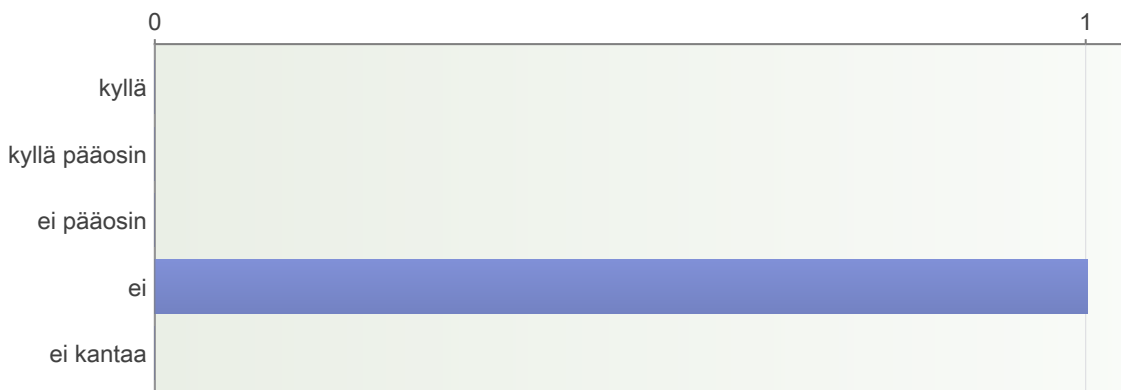 0 1
kyllä
kyllä pääosin
ei pääosin
ei
ei kantaa